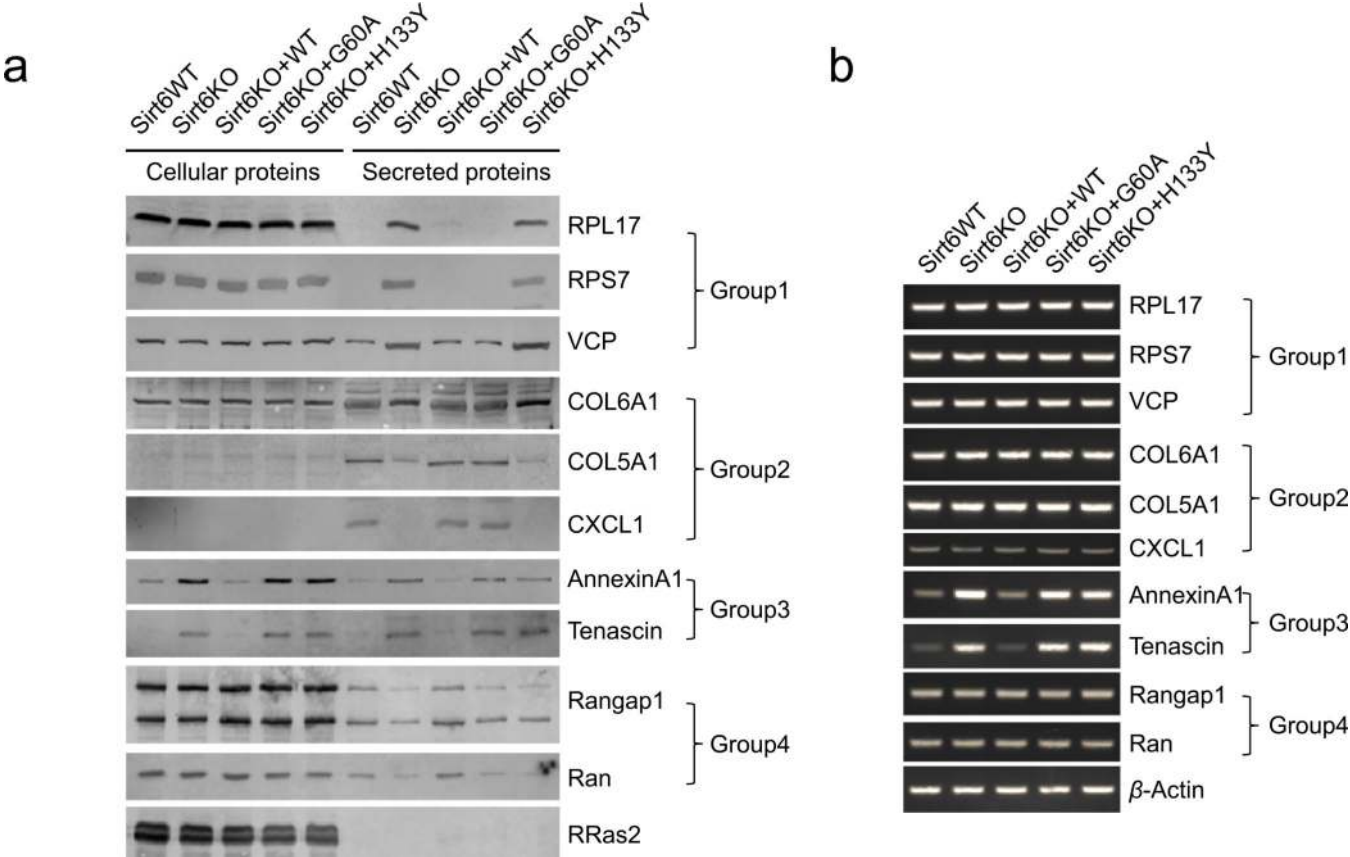 a
Sirt6WT
Sirt6KO
Sirt6KO+WT
Sirt6KO+G60A
Sirt6KO+H133Y
Sirt6WT
Sirt6KO
Sirt6KO+WT
Sirt6KO+G60A
Sirt6KO+H133Y
Cellular proteins
Secreted proteins
RPL17
RPS7
VCP
Group1
COL6A1
COL5A1
CXCL1
Group2
AnnexinA1
Tenascin
Group3
Rangap1
Ran
Group4
RRas2
b
Sirt6WT
Sirt6KO
Sirt6KO+WT
Sirt6KO+G60A
Sirt6KO+H133Y
RPL17
RPS7
VCP
Group1
COL6A1
COL5A1
CXCL1
Group2
AnnexinA1
Tenascin
Group3
Rangap1
Ran
Group4
β-Actin